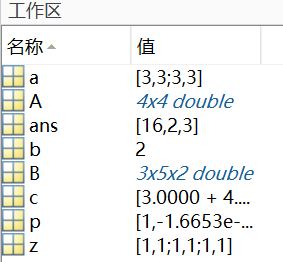 工作区
名称 值
a [3,3;3,3]
A 4x4 double
ans [16,2,3]
b 2
B 3x5x2 double
c [3.0000 + 4....
p [1,-1.6653e-...
z [1,1;1,1;1,1]